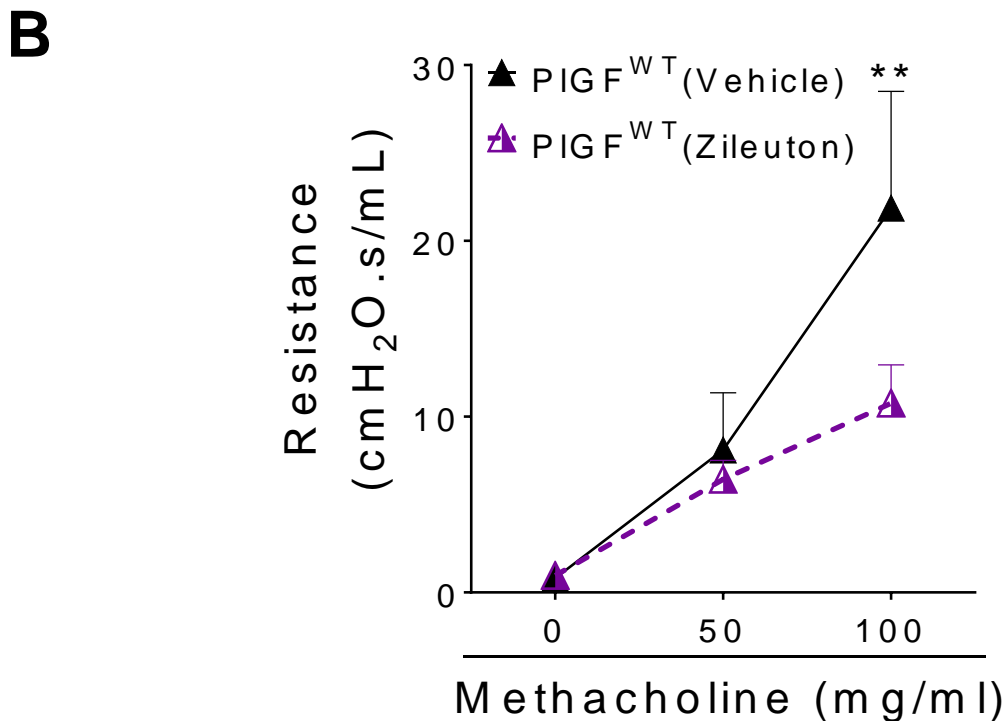 B
30
PlGF^WT (Vehicle)
**
PlGF^WT (Zileuton)
20
10
0
Resistance
(cmH₂O.s/mL)
0 50 100
Methacholine (mg/ml)